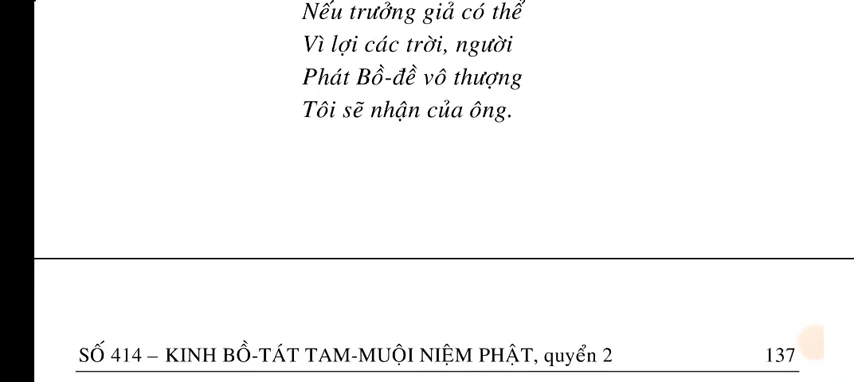 Nếu trưởng giả có thể
Vì lợi các trời, người
Phát Bồ-đề vô thượng
Tôi sẽ nhận của ông.
SỐ 414 – KINH BỒ-TÁT TAM-MUỘI NIỆM PHẬT, quyển 2 137